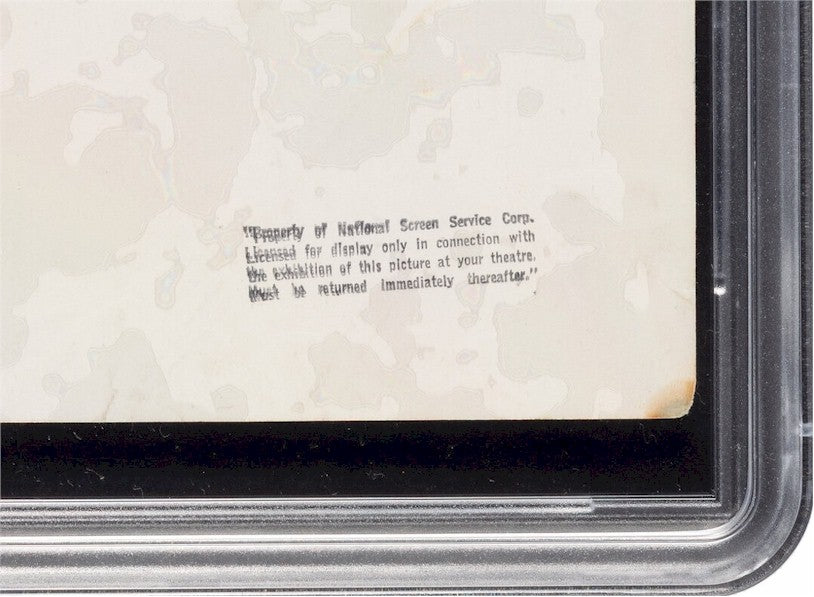 "Property of National Screen Service Corp.
Licensed for display only in connection with
the exhibition of this picture at your theatre.
Must be returned immediately thereafter."